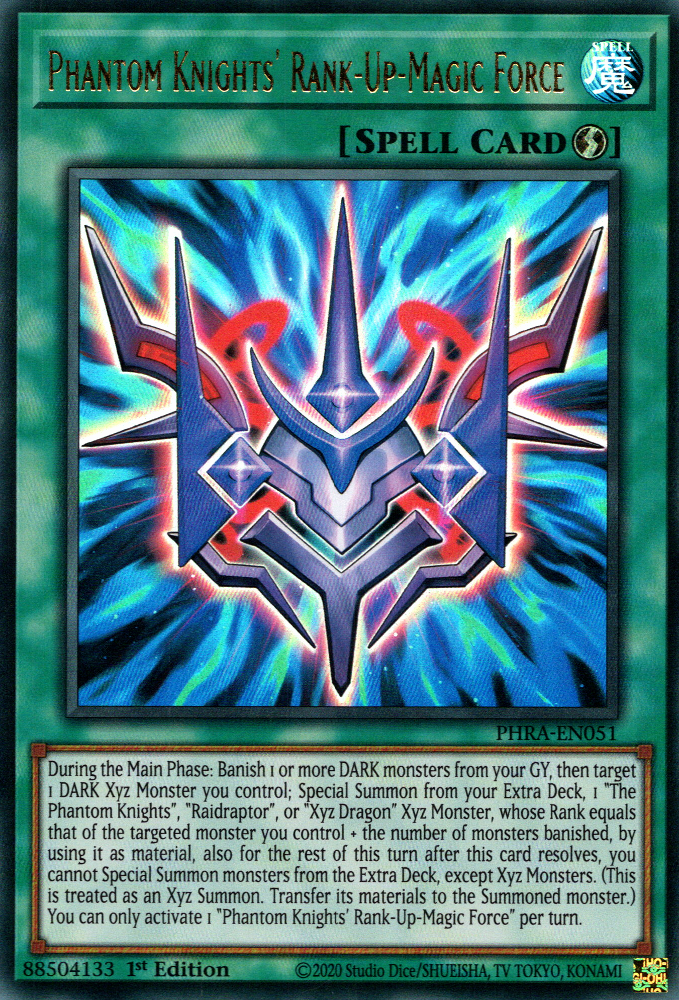 PHANTOM KNIGHTS' RANK-UP-MAGIC FORCE
SPELL
魔
[SPELL CARD]
PHRA-EN051
During the Main Phase: Banish 1 or more DARK monsters from your GY, then target
1 DARK Xyz Monster you control; Special Summon from your Extra Deck, 1 "The
Phantom Knights", "Raidraptor", or "Xyz Dragon" Xyz Monster, whose Rank equals
that of the targeted monster you control + the number of monsters banished, by
using it as material, also for the rest of this turn after this card resolves, you
cannot Special Summon monsters from the Extra Deck, except Xyz Monsters. (This
is treated as an Xyz Summon. Transfer its materials to the Summoned monster.)
You can only activate 1 "Phantom Knights' Rank-Up-Magic Force" per turn.
88504133 1st Edition
©2020 Studio Dice/SHUEISHA, TV TOKYO, KONAMI